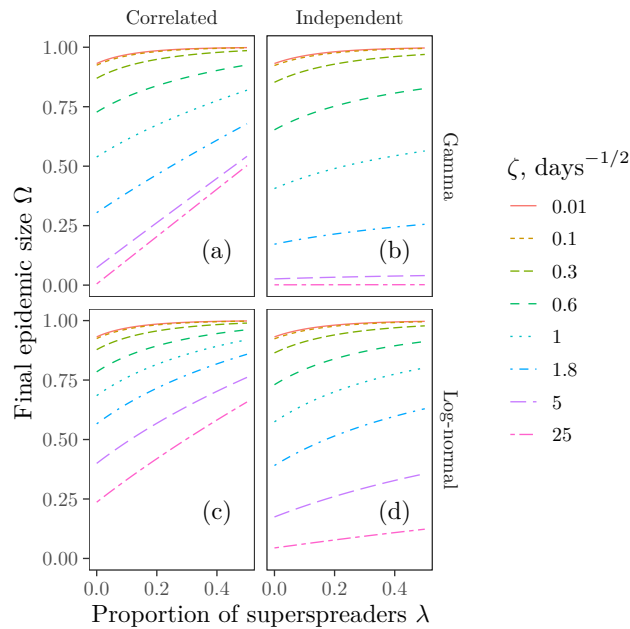 Correlated
Independent
Final epidemic size Ω
1.00
0.75
0.50
0.25
0.00
(a)
(b)
Gamma
1.00
0.75
0.50
0.25
0.00
(c)
(d)
Log-normal
0.0
0.2
0.4
0.0
0.2
0.4
Proportion of superspreaders λ
ζ, days⁻¹/²
0.01
0.1
0.3
0.6
1
1.8
5
25